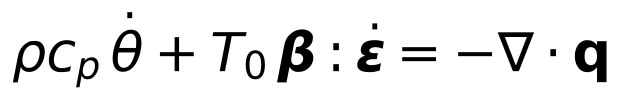 ρc_p θ̇ + T_0 𝛃 : 𝛆̇ = −∇ · 𝐪